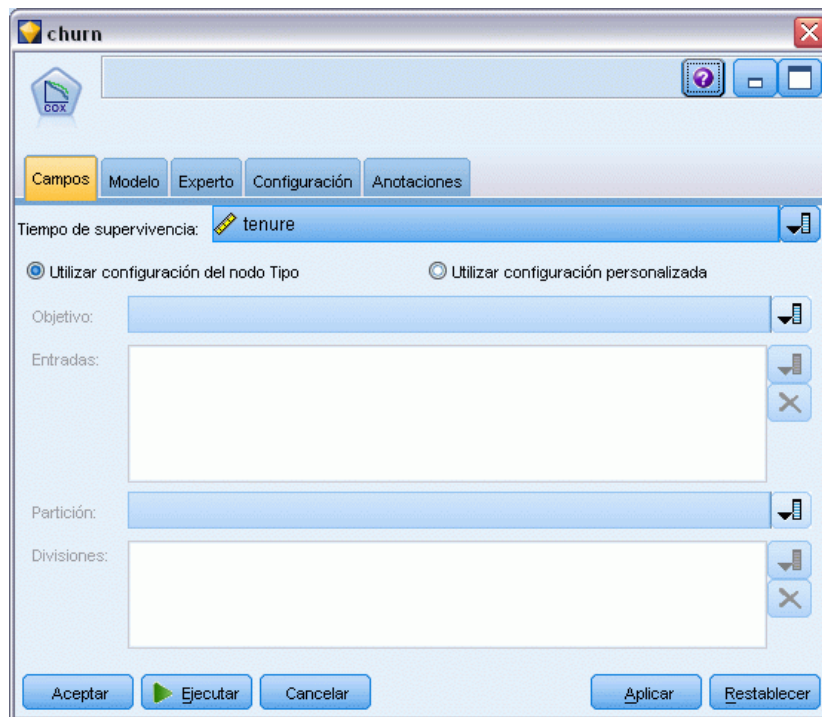 churn
COX
Campos Modelo Experto Configuración Anotaciones
Tiempo de supervivencia: tenure
Utilizar configuración del nodo Tipo Utilizar configuración personalizada
Objetivo:
Entradas:
Partición:
Divisiones:
Aceptar Ejecutar Cancelar Aplicar Restablecer